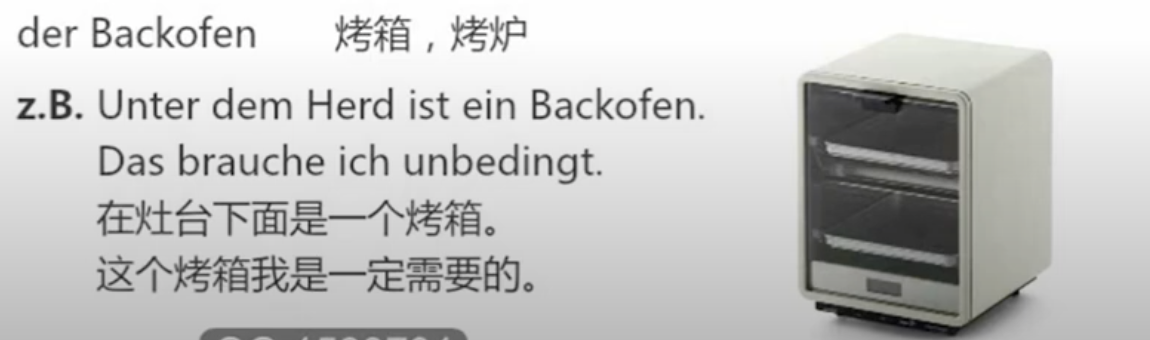 der Backofen 烤箱，烤炉
z.B. Unter dem Herd ist ein Backofen.
Das brauche ich unbedingt.
在灶台下面是一个烤箱。
这个烤箱我是一定需要的。